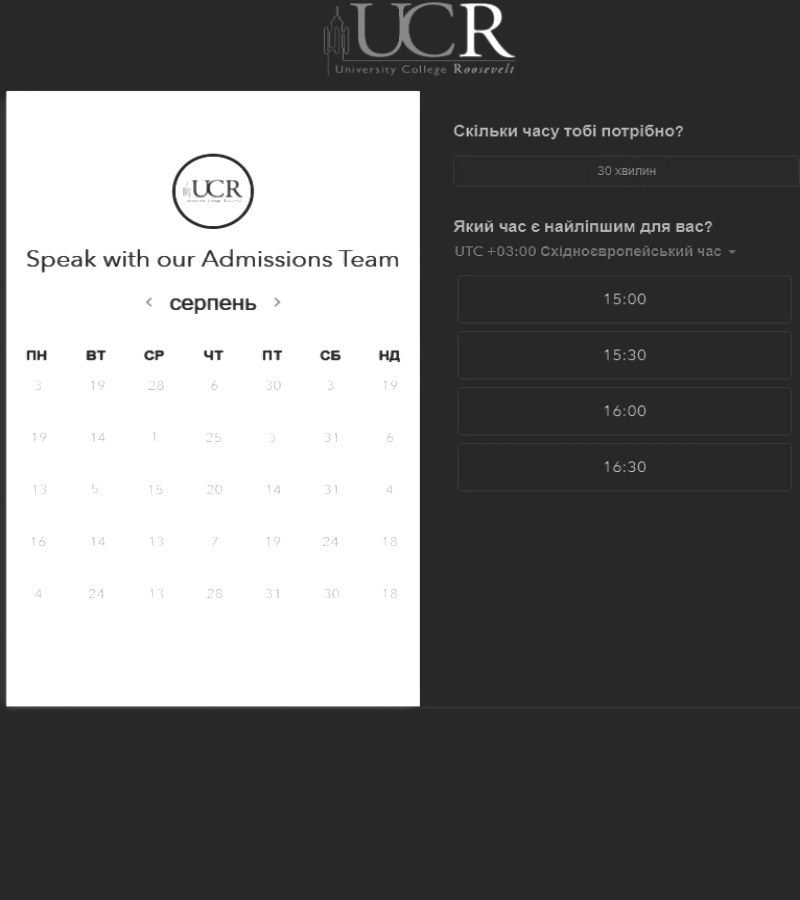 UCR
University College Roosevelt
UCR
Speak with our Admissions Team
< серпень >
ПН ВТ СР ЧТ ПТ СБ НД
3 19 28 6 30 3 19
19 14 1 25 3 31 6
13 5 15 20 14 31 4
16 14 13 7 19 24 18
4 24 13 28 31 30 18
Скільки часу тобі потрібно?
30 хвилин
Який час є найліпшим для вас?
UTC +03:00 Східноєвропейський час
15:00
15:30
16:00
16:30